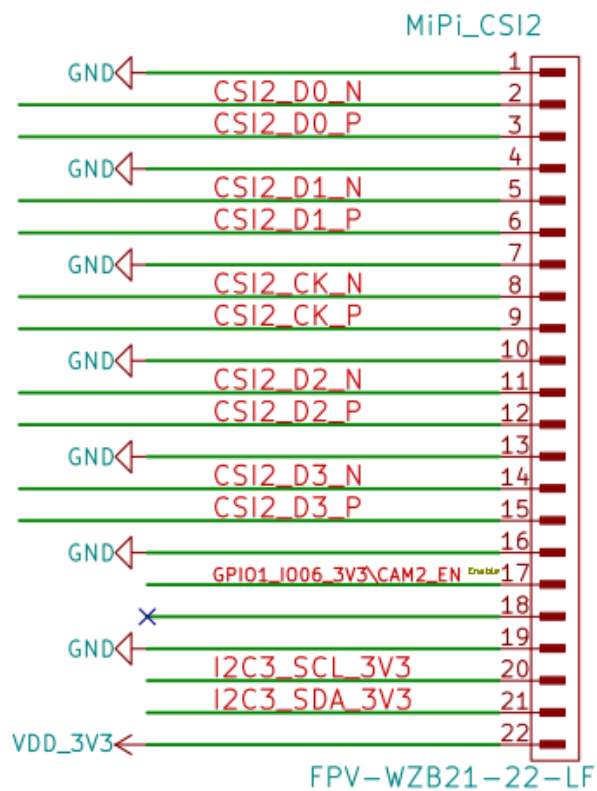 MiPi_CSI2
GND 1
CSI2_D0_N 2
CSI2_D0_P 3
GND 4
CSI2_D1_N 5
CSI2_D1_P 6
GND 7
CSI2_CK_N 8
CSI2_CK_P 9
GND 10
CSI2_D2_N 11
CSI2_D2_P 12
GND 13
CSI2_D3_N 14
CSI2_D3_P 15
GND 16
GPIO1_IO06_3V3\CAM2_EN Enable 17
18
GND 19
I2C3_SCL_3V3 20
I2C3_SDA_3V3 21
VDD_3V3 22
FPV-WZB21-22-LF